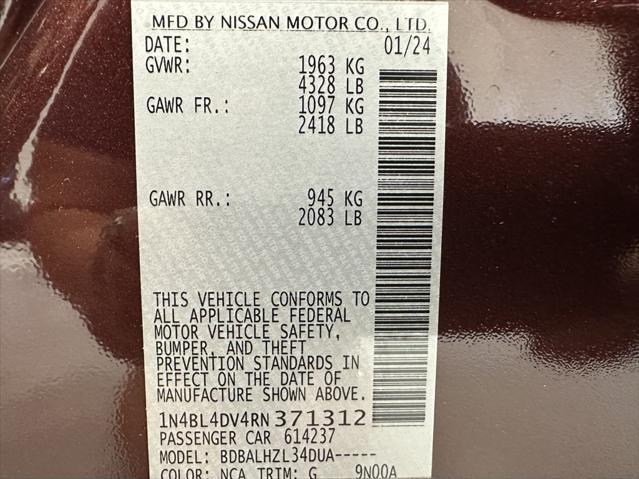 MFD BY NISSAN MOTOR CO., LTD.
DATE: 01/24
GVWR: 1963 KG
4328 LB
GAWR FR.: 1097 KG
2418 LB
GAWR RR.: 945 KG
2083 LB
THIS VEHICLE CONFORMS TO
ALL APPLICABLE FEDERAL
MOTOR VEHICLE SAFETY,
BUMPER, AND THEFT
PREVENTION STANDARDS IN
EFFECT ON THE DATE OF
MANUFACTURE SHOWN ABOVE.
1N4BL4DV4RN371312
PASSENGER CAR 614237
MODEL: BDBALHZL34DUA-----
COLOR: NCA TRIM: G 9N00A